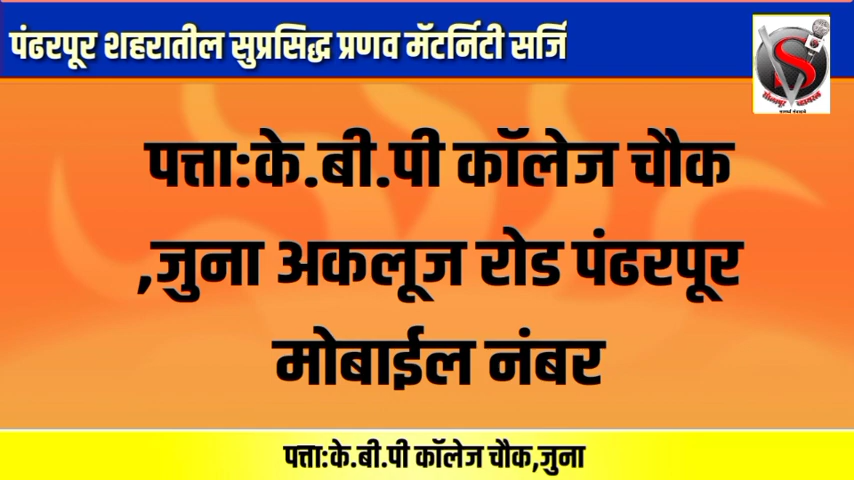 पंढरपूर शहरातील सुप्रसिद्ध प्रणव मॅटर्निटी सर्जि
पत्ता:के.बी.पी कॉलेज चौक
,जुना अकलूज रोड पंढरपूर
मोबाईल नंबर
पत्ता:के.बी.पी कॉलेज चौक,जुना